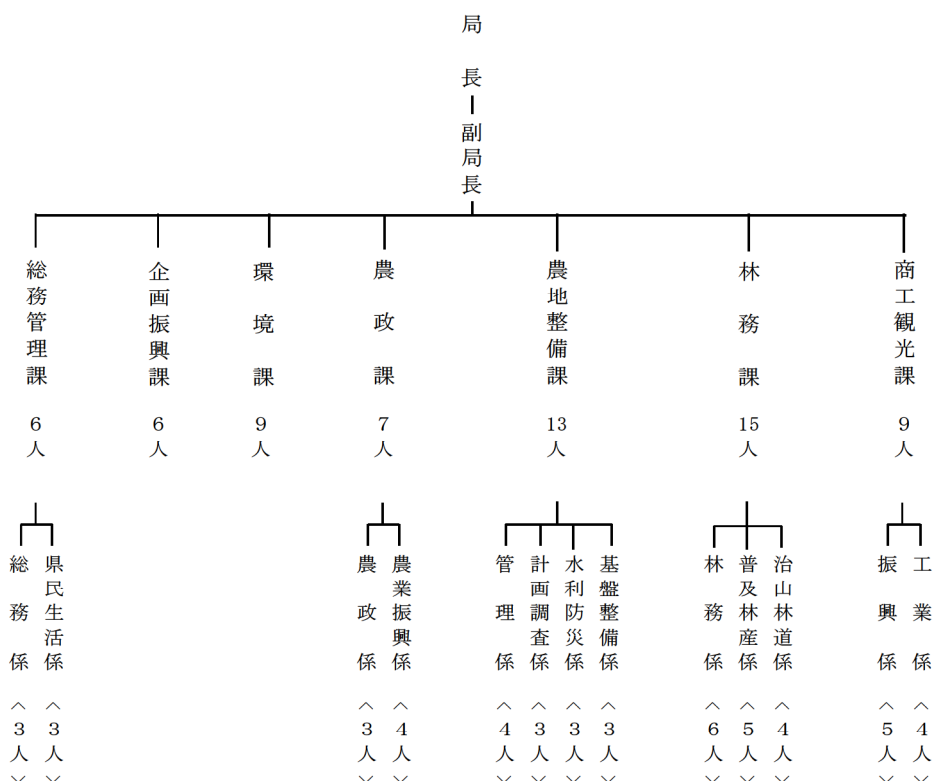 局長
副局長
総務管理課
6人
企画振興課
6人
環境課
9人
農政課
7人
農地整備課
13人
林務課
15人
商工観光課
9人
総務係〈3人〉
県民生活係〈3人〉
農政係〈3人〉
農業振興係〈4人〉
管理係〈4人〉
計画調査係〈3人〉
水利防災係〈3人〉
基盤整備係〈3人〉
林務係〈6人〉
普及林産係〈5人〉
治山林道係〈4人〉
振興係〈5人〉
工業係〈4人〉